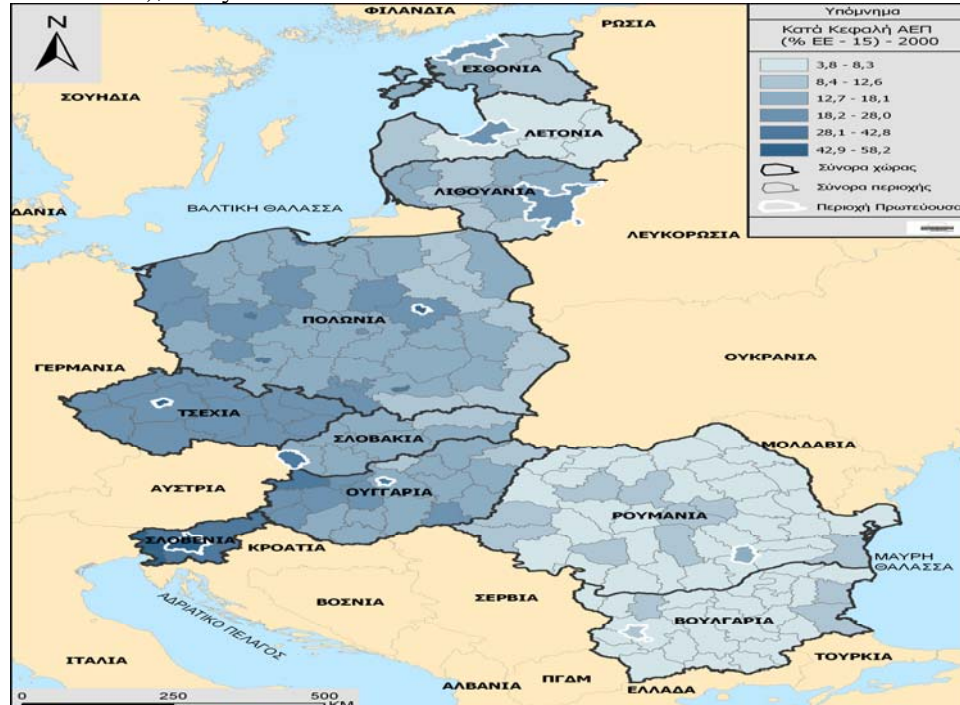 ΦΙΛΑΝΔΙΑ
ΡΩΣΙΑ
N
ΣΟΥΗΔΙΑ
ΕΣΘΟΝΙΑ
ΛΕΤΟΝΙΑ
ΛΙΘΟΥΑΝΙΑ
ΔΑΝΙΑ
ΒΑΛΤΙΚΗ ΘΑΛΑΣΣΑ
ΛΕΥΚΟΡΩΣΙΑ
Υπόμνημα
Κατά Κεφαλή ΑΕΠ
(% ΕΕ - 15) - 2000
3,8 - 8,3
8,4 - 12,6
12,7 - 18,1
18,2 - 28,0
28,1 - 42,8
42,9 - 58,2
Σύνορα χώρας
Σύνορα περιοχής
Περιοχή Πρωτεύουσα
ΠΟΛΩΝΙΑ
ΓΕΡΜΑΝΙΑ
ΟΥΚΡΑΝΙΑ
ΤΣΕΧΙΑ
ΣΛΟΒΑΚΙΑ
ΜΟΛΔΑΒΙΑ
ΑΥΣΤΡΙΑ
ΟΥΓΓΑΡΙΑ
ΡΟΥΜΑΝΙΑ
ΣΛΟΒΕΝΙΑ
ΚΡΟΑΤΙΑ
ΜΑΥΡΗ
ΘΑΛΑΣΣΑ
ΒΟΣΝΙΑ
ΣΕΡΒΙΑ
ΑΔΡΙΑΤΙΚΟ ΠΕΛΑΓΟΣ
ΒΟΥΛΓΑΡΙΑ
ΙΤΑΛΙΑ
ΤΟΥΡΚΙΑ
ΑΛΒΑΝΙΑ
ΠΓΔΜ
ΕΛΛΑΔΑ
0 250 500
KM